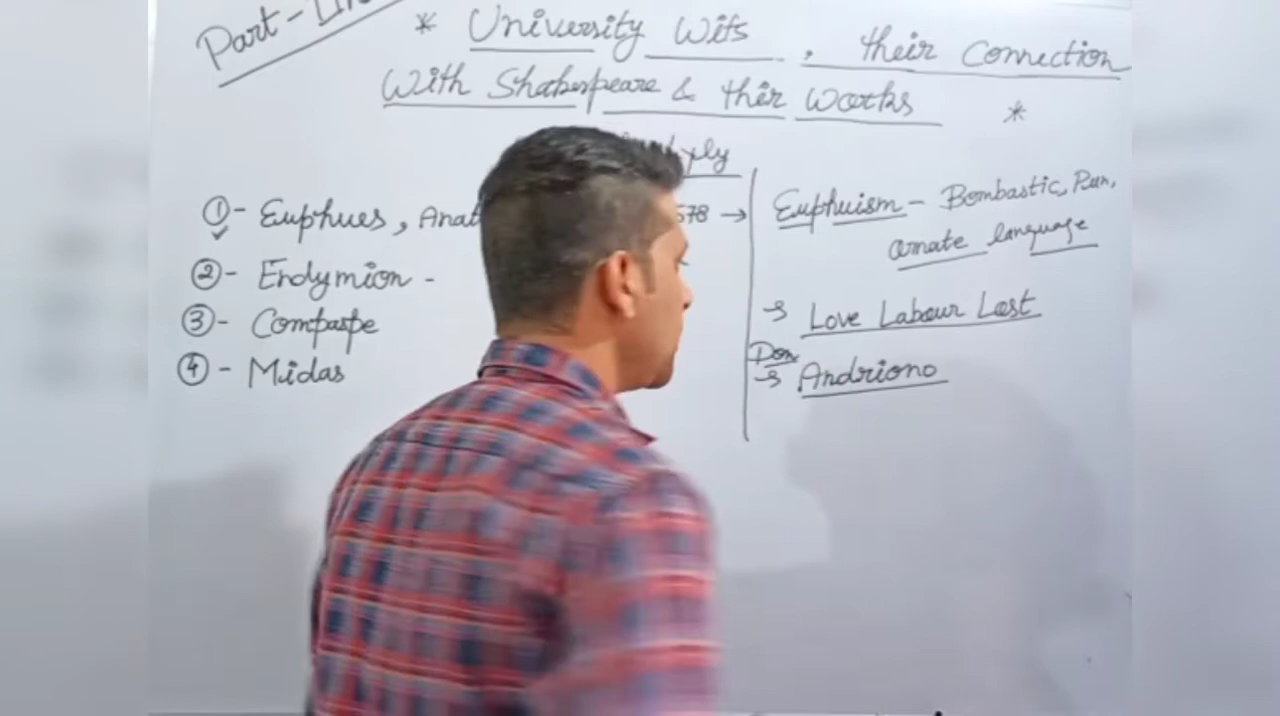 Part-
* University Wits, their Connection
With Shakespeare & their Works *
yly
①- Euphues, Anat 578 →
②- Endymion -
③- Compaspe
④- Midas
Euphuism - Bombastic, Pun,
Ornate language
→ Love Labour Lost
Don
→ Andriono